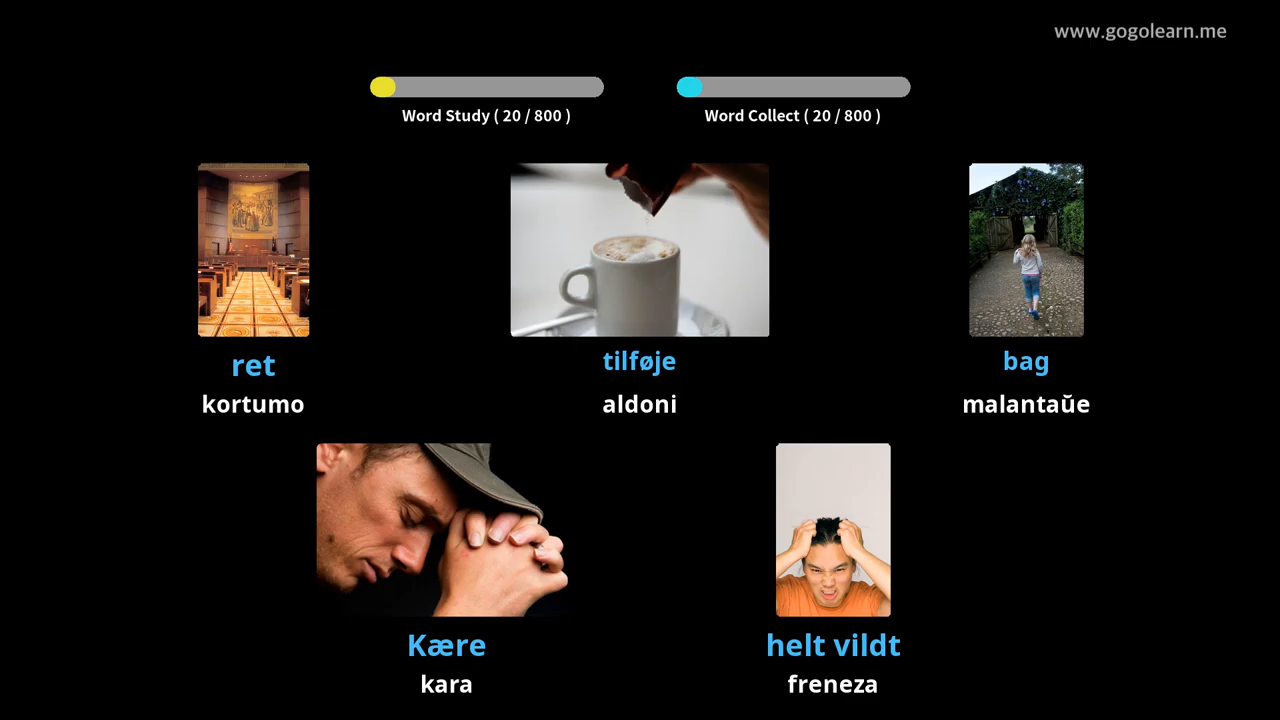 www.gogolearn.me
Word Study ( 20 / 800 )
Word Collect ( 20 / 800 )
ret
kortumo
tilføje
aldoni
bag
malantaŭe
Kære
kara
helt vildt
freneza